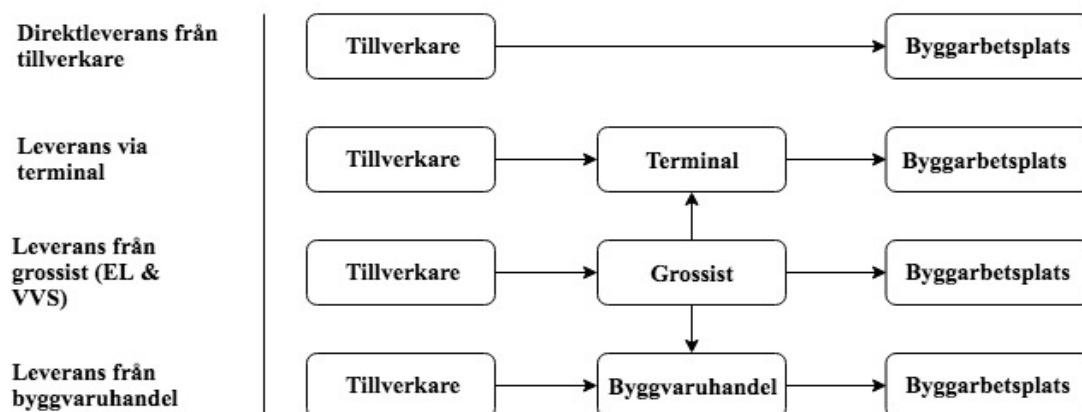 Direktleverans från
tillverkare
Tillverkare
Byggarbetsplats
Leverans via
terminal
Tillverkare
Terminal
Byggarbetsplats
Leverans från
grossist (EL &
VVS)
Tillverkare
Grossist
Byggarbetsplats
Leverans från
byggvaruhandel
Tillverkare
Byggvaruhandel
Byggarbetsplats